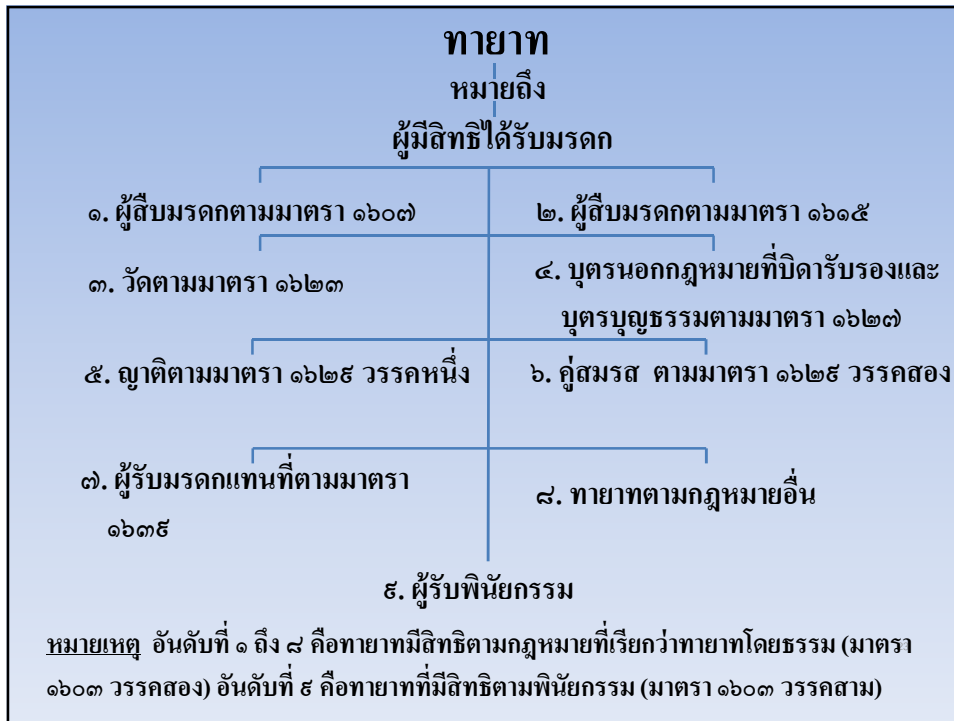 ทายาท
หมายถึง
ผู้มีสิทธิได้รับมรดก
๑. ผู้สืบมรดกตามมาตรา ๑๖๐๗
๒. ผู้สืบมรดกตามมาตรา ๑๖๑๕
๓. วัดตามมาตรา ๑๖๒๓
๔. บุตรนอกกฎหมายที่บิดารับรองและ
บุตรบุญธรรมตามมาตรา ๑๖๒๗
๕. ญาติตามมาตรา ๑๖๒๙ วรรคหนึ่ง
๖. คู่สมรส ตามมาตรา ๑๖๒๙ วรรคสอง
๗. ผู้รับมรดกแทนที่ตามมาตรา
๑๖๓๙
๘. ทายาทตามกฎหมายอื่น
๙. ผู้รับพินัยกรรม
หมายเหตุ อันดับที่ ๑ ถึง ๘ คือทายาทมีสิทธิตามกฎหมายที่เรียกว่าทายาทโดยธรรม (มาตรา
๑๖๐๓ วรรคสอง) อันดับที่ ๙ คือทายาทที่มีสิทธิตามพินัยกรรม (มาตรา ๑๖๐๓ วรรคสาม)